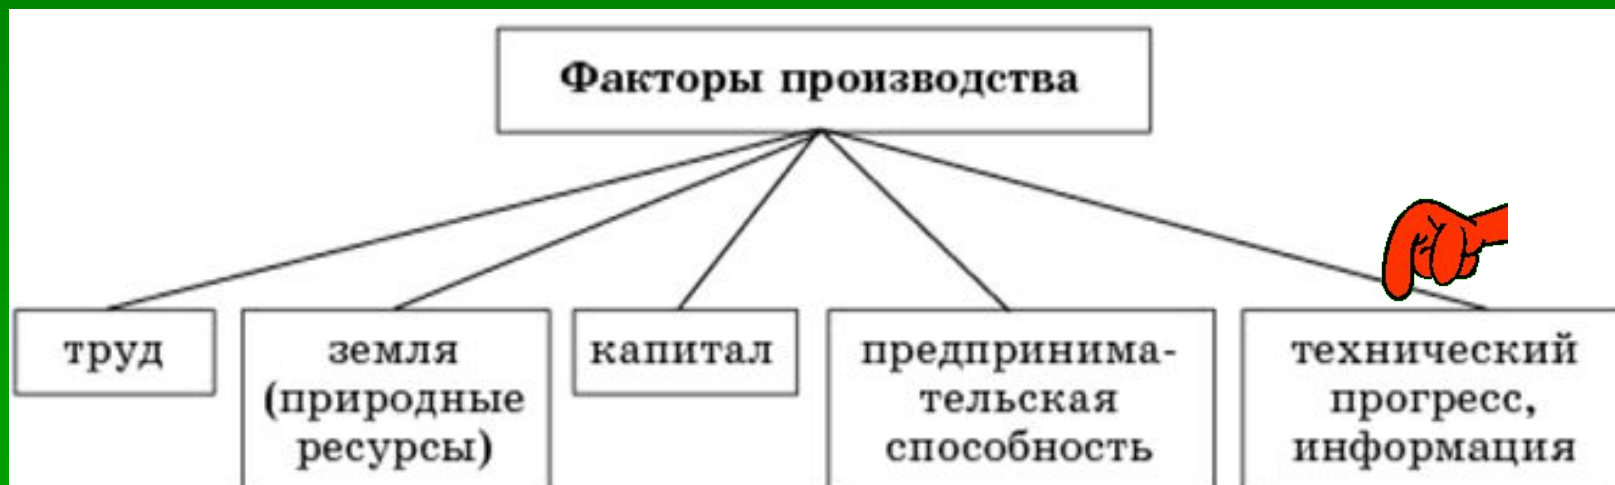 Факторы производства
труд
земля
(природные
ресурсы)
капитал
предпринима-
тельская
способность
технический
прогресс,
информация